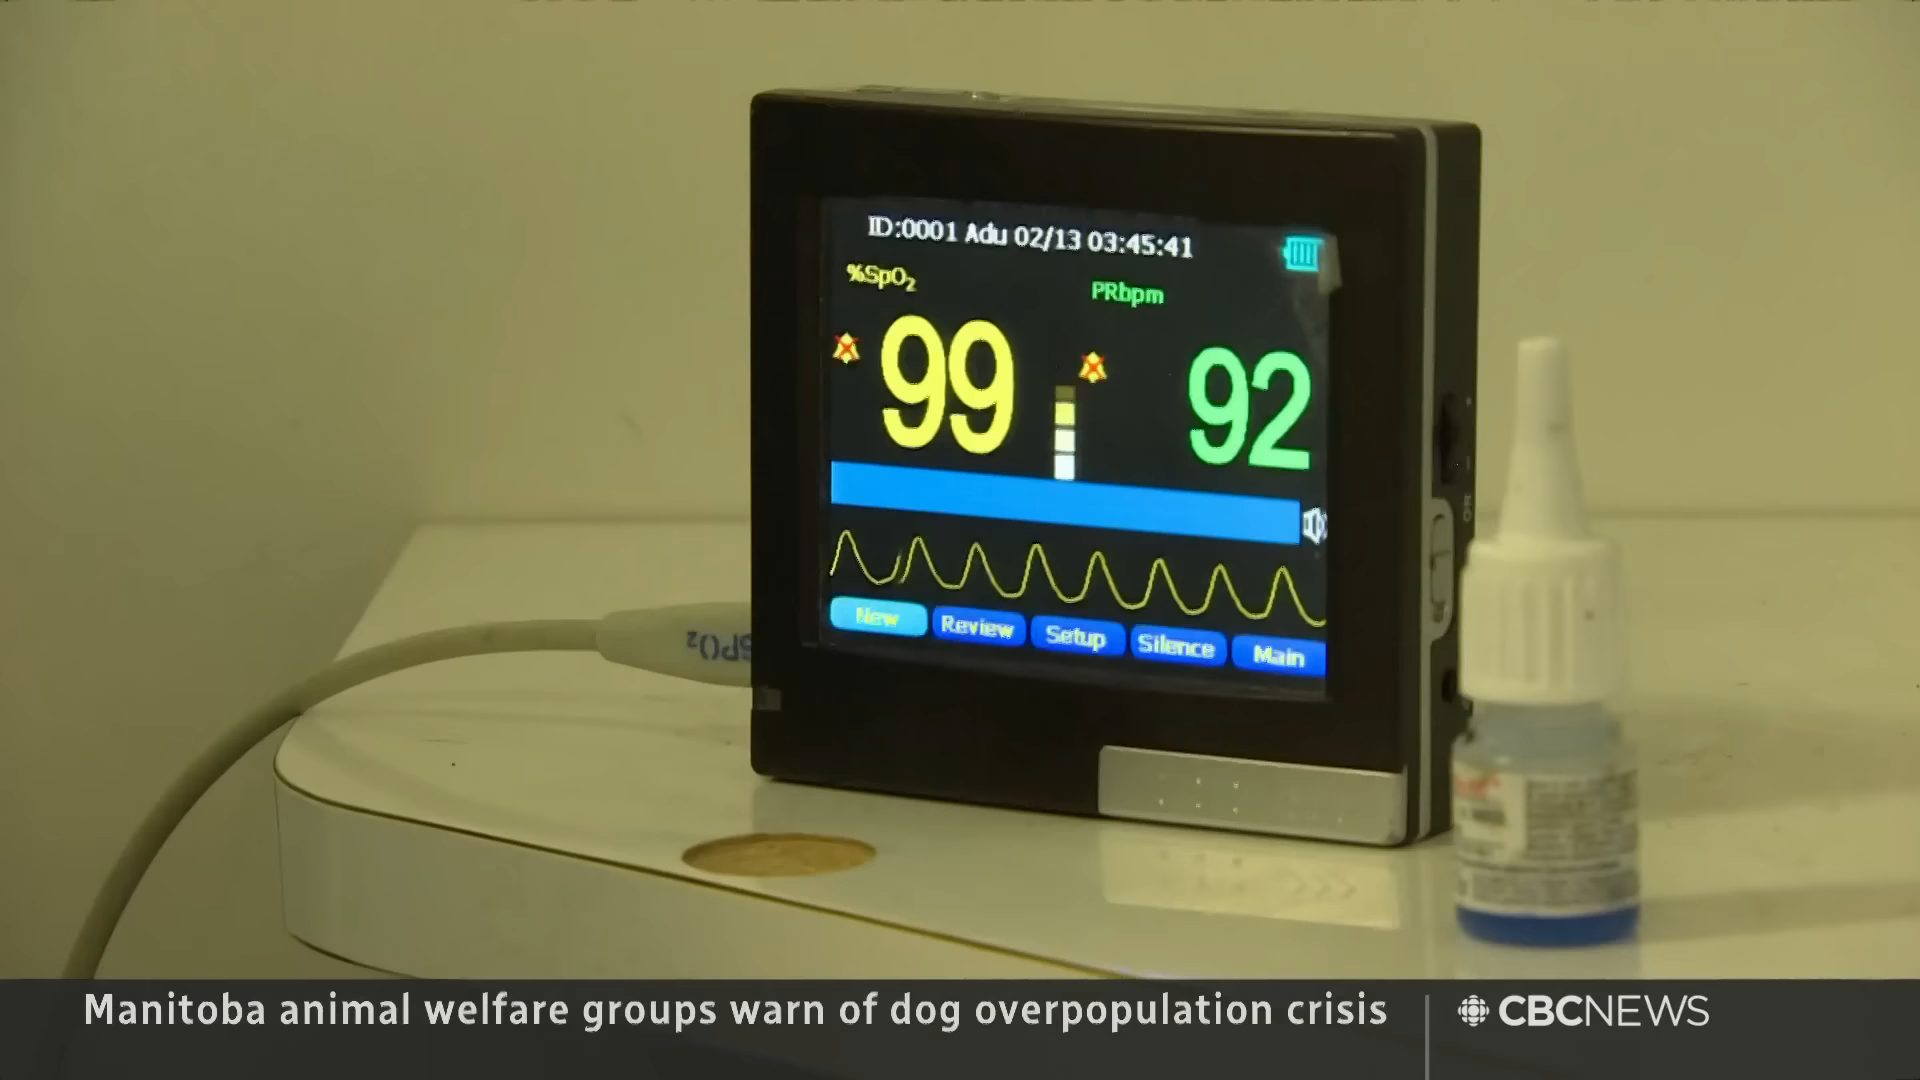 ID:0001 Adu 02/13 03:45:41
%SpO₂
PRbpm
99
92
New Review Setup Silence Main
SPO₂
Manitoba animal welfare groups warn of dog overpopulation crisis
CBCNEWS